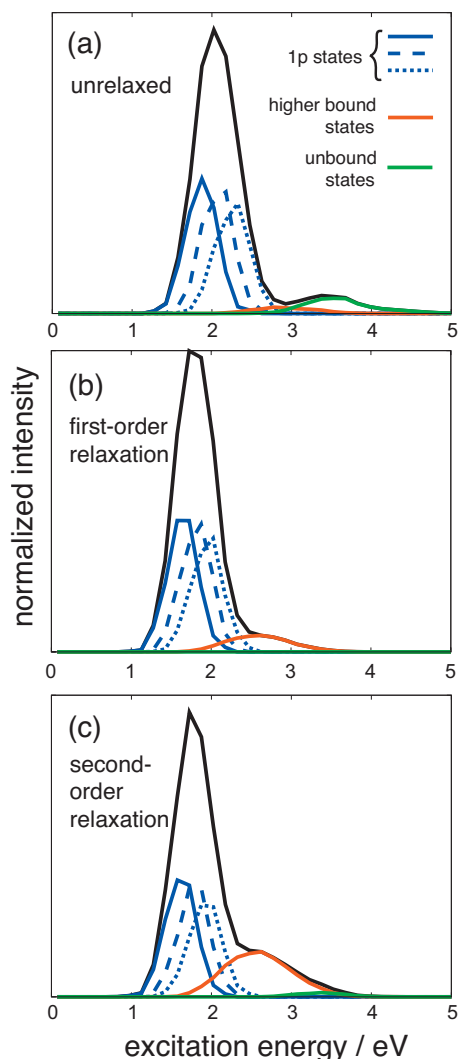 (a)
unrelaxed
1p states
higher bound
states
unbound
states
0 1 2 3 4 5
(b)
first-order
relaxation
0 1 2 3 4 5
(c)
second-
order
relaxation
0 1 2 3 4 5
normalized intensity
excitation energy / eV